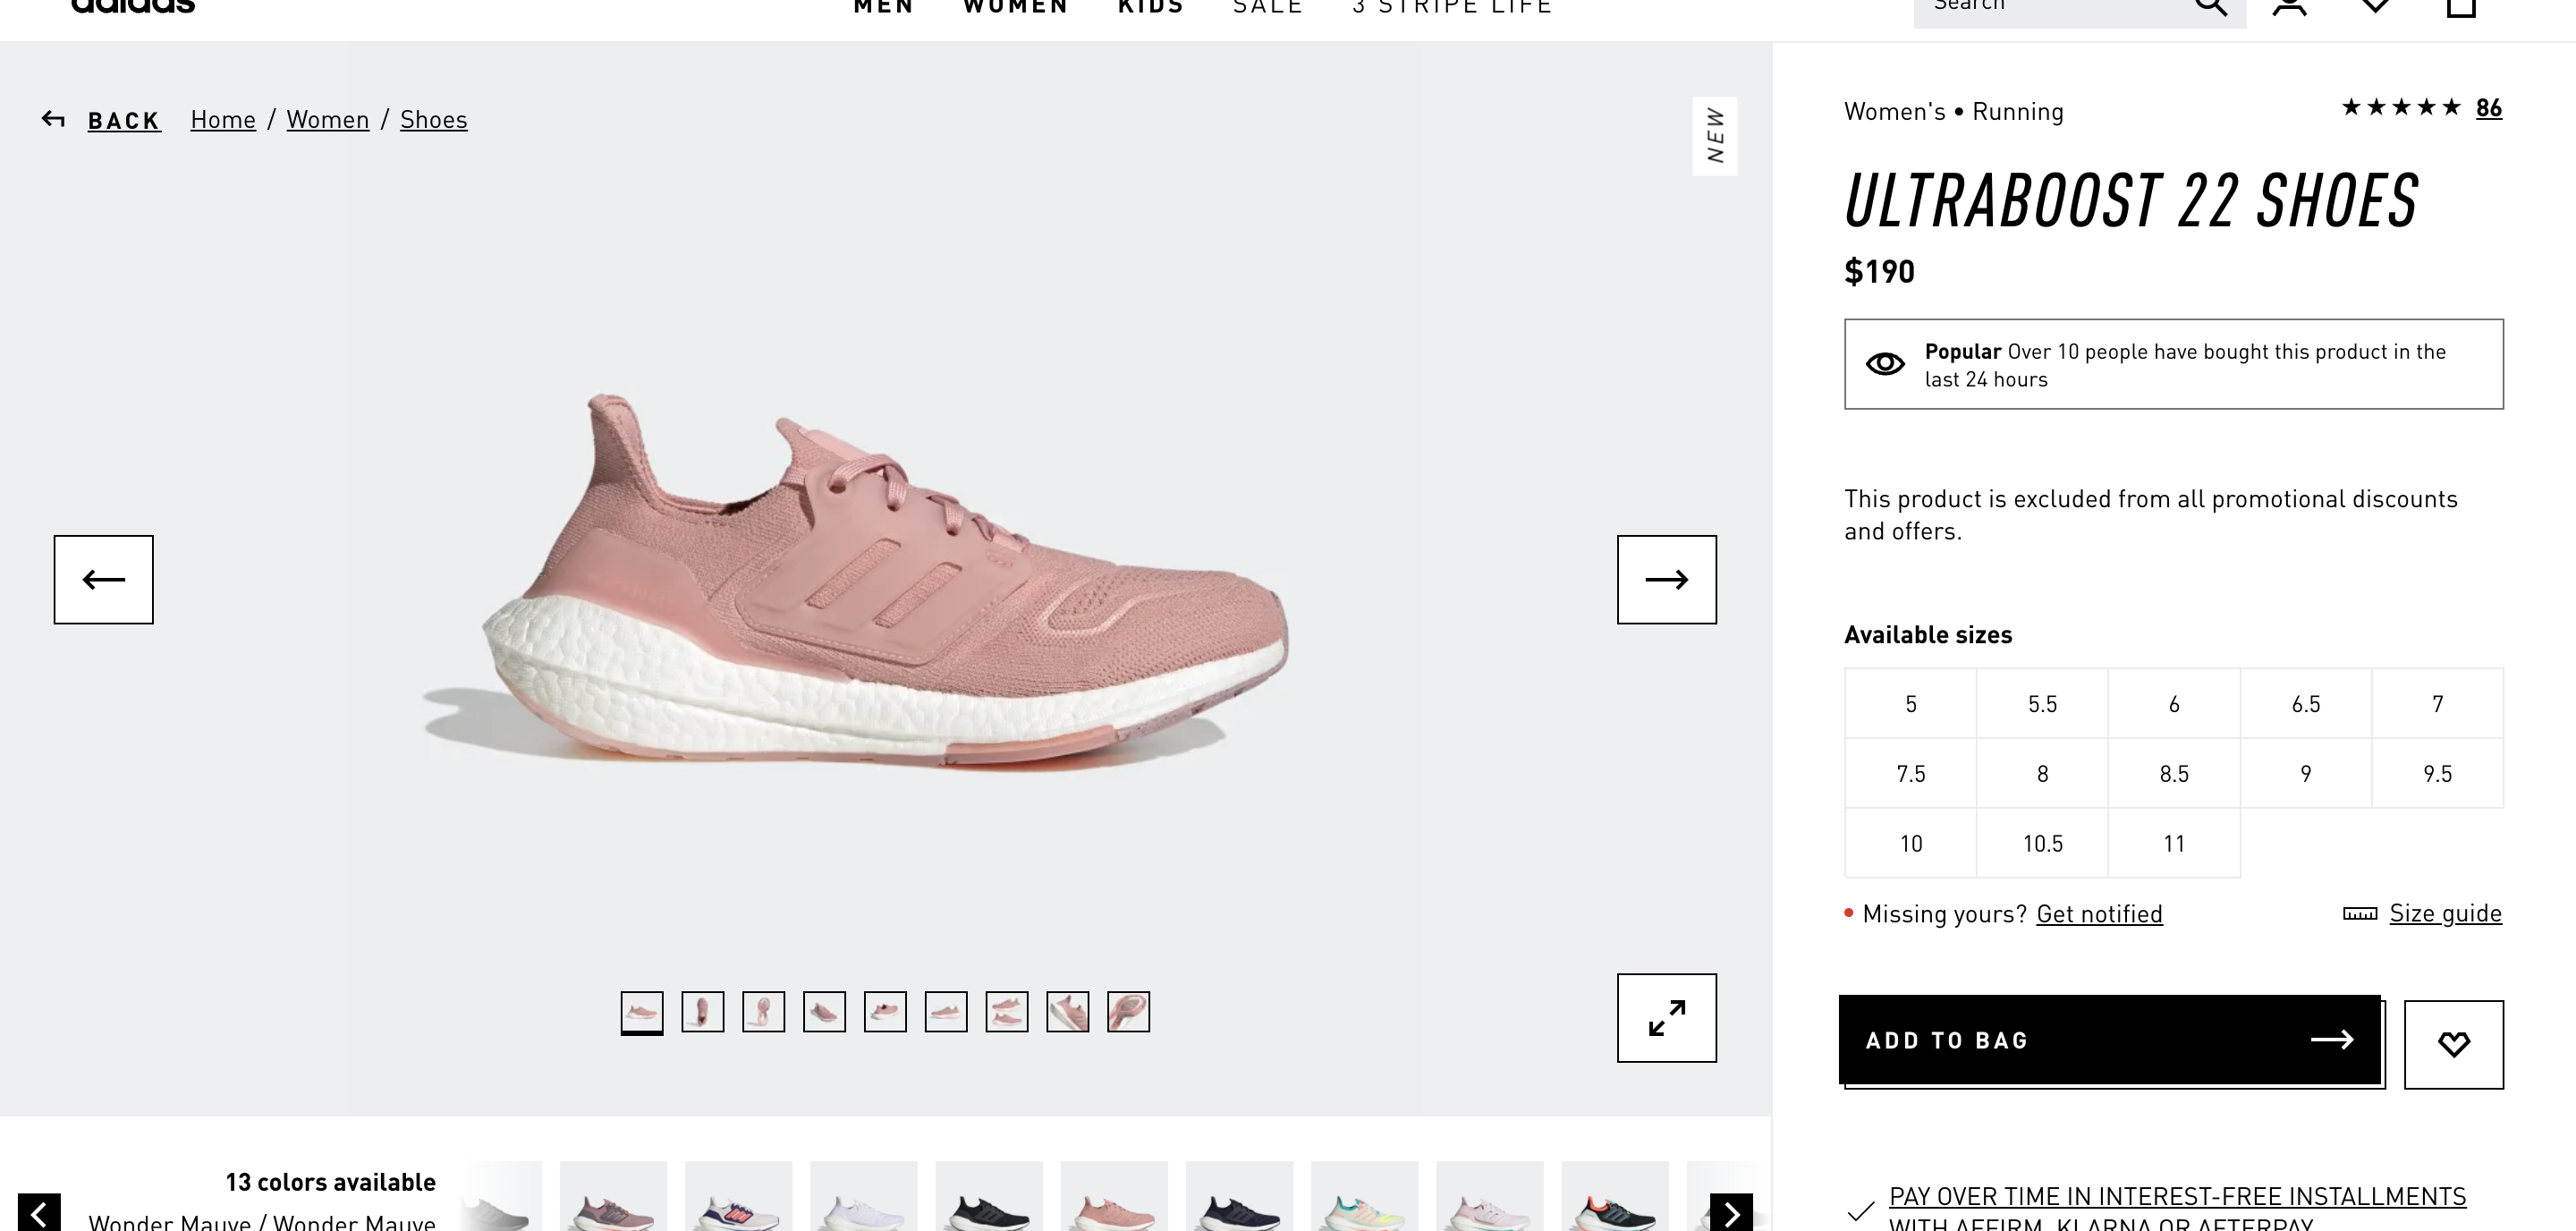 adidas
MEN WOMEN KIDS SALE 3 STRIPE LIFE
Search
BACK Home / Women / Shoes
NEW
Women's • Running
★★★★★ 86
ULTRABOOST 22 SHOES
$190
Popular Over 10 people have bought this product in the
last 24 hours
This product is excluded from all promotional discounts
and offers.
Available sizes
5 5.5 6 6.5 7
7.5 8 8.5 9 9.5
10 10.5 11
Missing yours? Get notified
Size guide
ADD TO BAG
13 colors available
Wonder Mauve / Wonder Mauve
PAY OVER TIME IN INTEREST-FREE INSTALLMENTS
WITH AFFIRM, KLARNA OR AFTERPAY